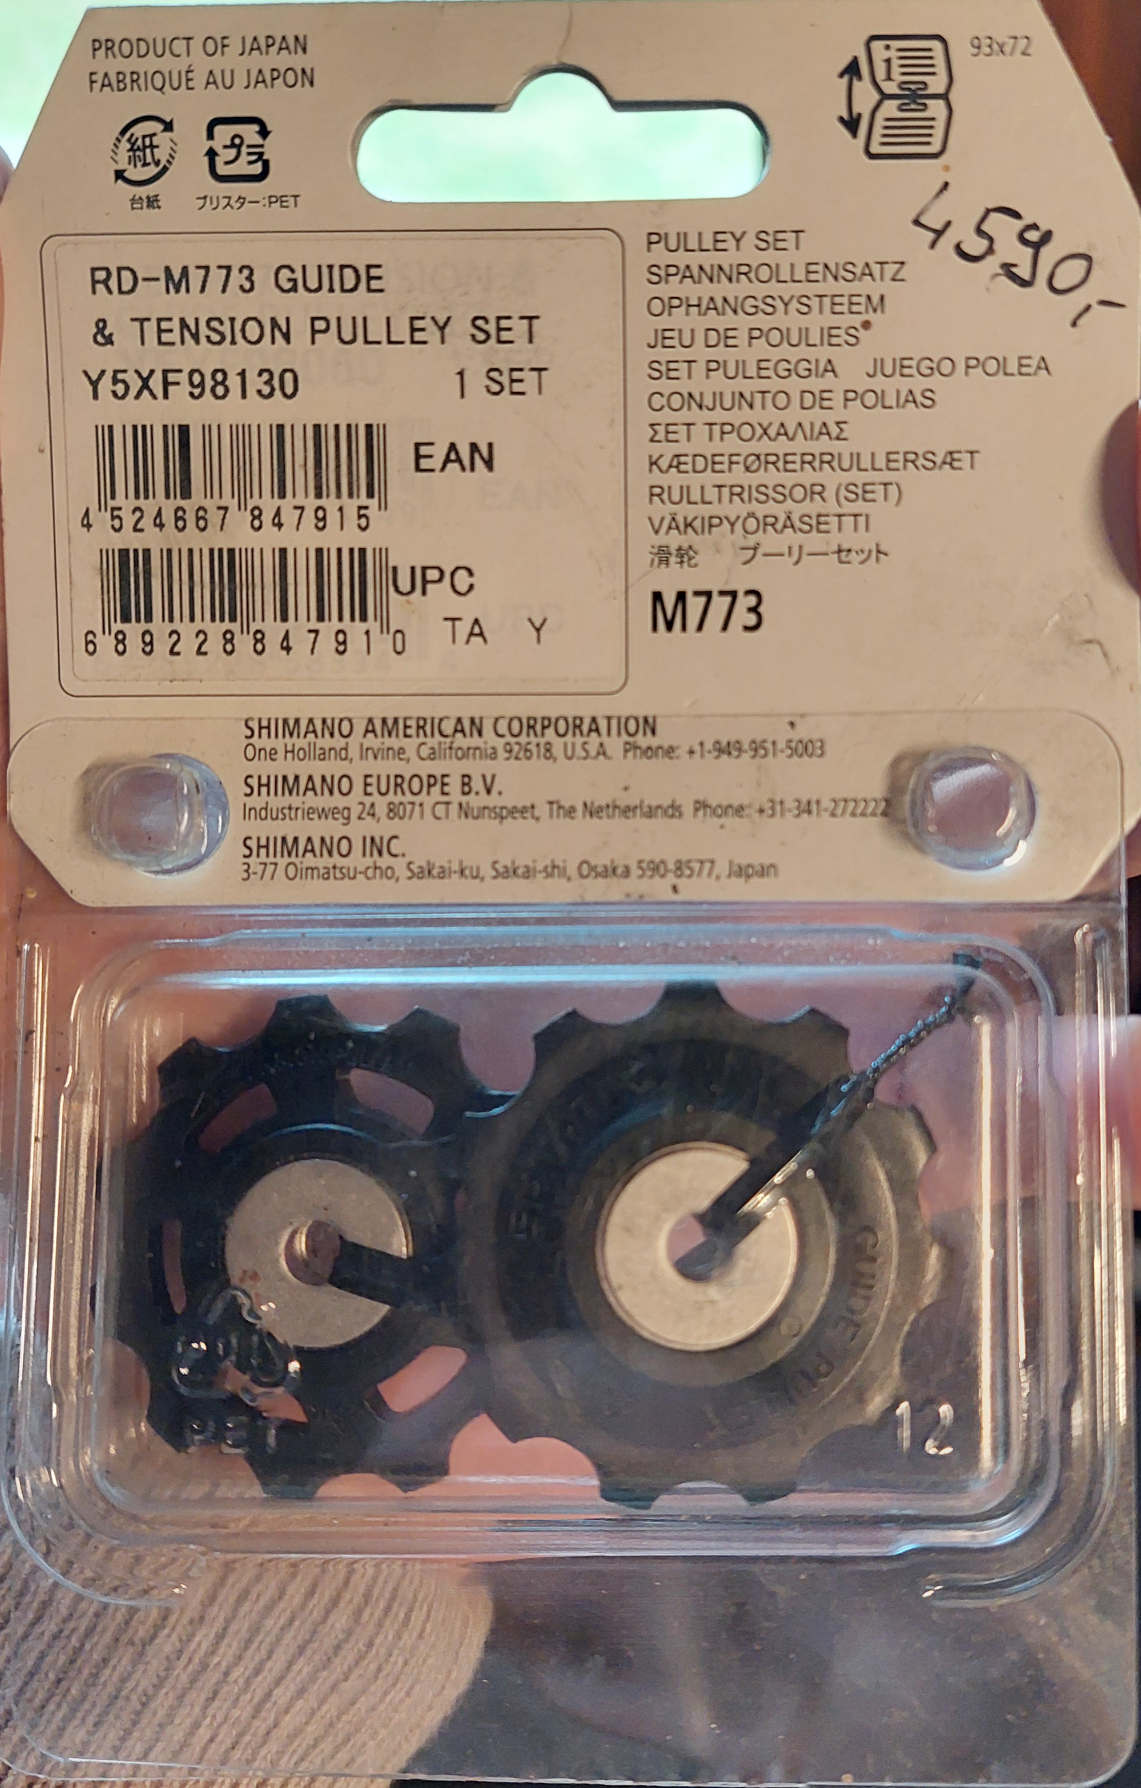 PRODUCT OF JAPAN
FABRIQUÉ AU JAPON
紙
プラ
台紙
ブリスター:PET
i
93x72
4590,-
RD-M773 GUIDE
& TENSION PULLEY SET
Y5XF98130 1 SET
EAN
4 524667 847915
UPC
6 89228 84791 0
TA Y
PULLEY SET
SPANNROLLENSATZ
OPHANGSYSTEEM
JEU DE POULIES
SET PULEGGIA JUEGO POLEA
CONJUNTO DE POLIAS
ΣΕΤ ΤΡΟΧΑΛΙΑΣ
KÆDEFØRERRULLERSÆT
RULLTRISSOR (SET)
VÄKIPYÖRÄSETTI
滑轮 プーリーセット
M773
SHIMANO AMERICAN CORPORATION
One Holland, Irvine, California 92618, U.S.A. Phone: +1-949-951-5003
SHIMANO EUROPE B.V.
Industrieweg 24, 8071 CT Nunspeet, The Netherlands Phone: +31-341-272222
SHIMANO INC.
3-77 Oimatsu-cho, Sakai-ku, Sakai-shi, Osaka 590-8577, Japan
GUIDE
PET
12